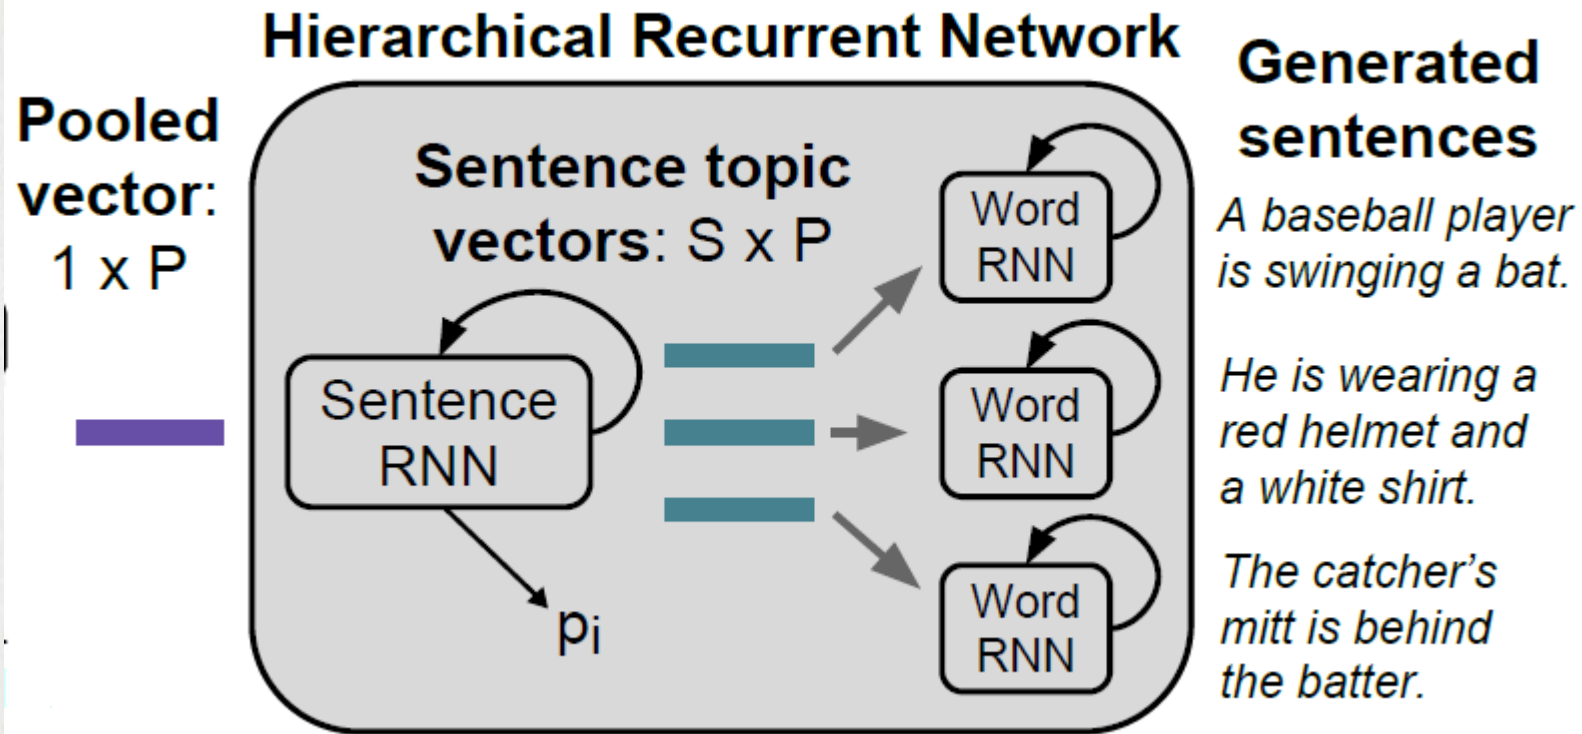 Hierarchical Recurrent Network
Pooled
vector:
1 x P
Sentence topic
vectors: S x P
Sentence
RNN
pi
Word
RNN
Word
RNN
Word
RNN
Generated
sentences
A baseball player
is swinging a bat.
He is wearing a
red helmet and
a white shirt.
The catcher's
mitt is behind
the batter.